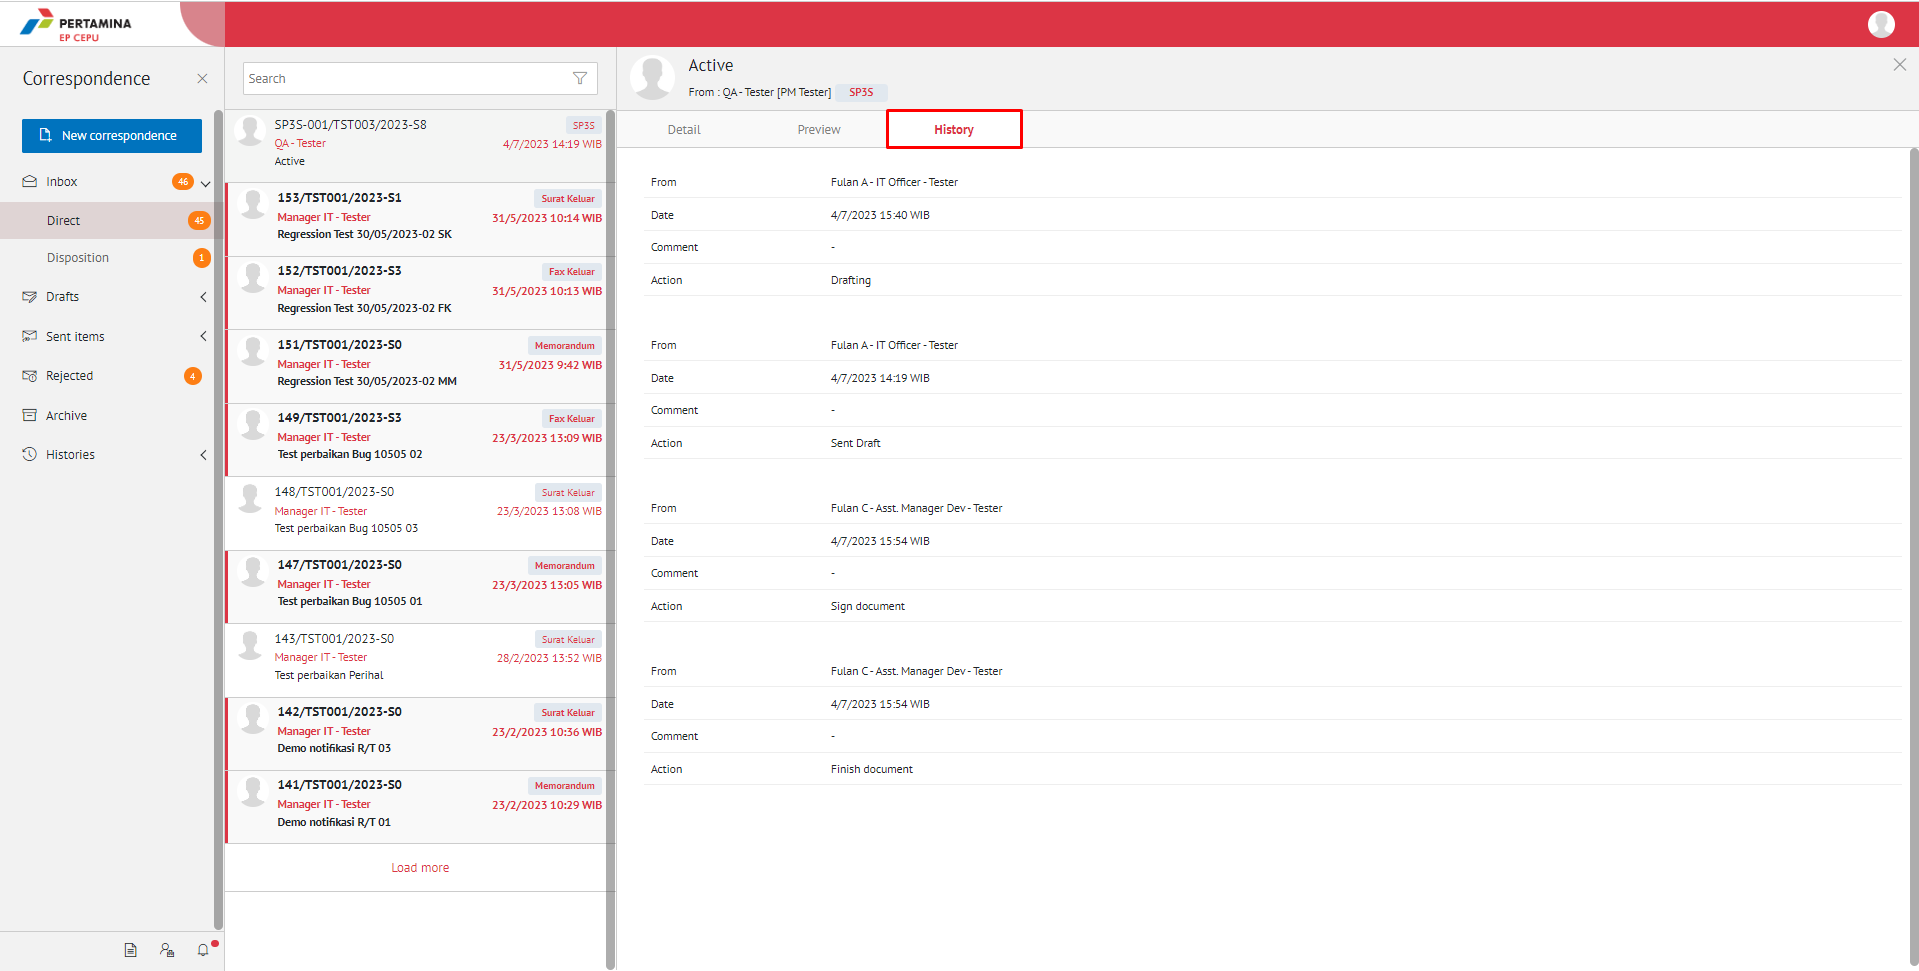 PERTAMINA
EP CEPU
Correspondence
New correspondence
Inbox 46
Direct 45
Disposition 1
Drafts
Sent items
Rejected 4
Archive
Histories
Search
SP3S-001/TST003/2023-S8 SP3S
QA - Tester 4/7/2023 14:19 WIB
Active
153/TST001/2023-S1 Surat Keluar
Manager IT - Tester 31/5/2023 10:14 WIB
Regression Test 30/05/2023-02 SK
152/TST001/2023-S3 Fax Keluar
Manager IT - Tester 31/5/2023 10:13 WIB
Regression Test 30/05/2023-02 FK
151/TST001/2023-S0 Memorandum
Manager IT - Tester 31/5/2023 9:42 WIB
Regression Test 30/05/2023-02 MM
149/TST001/2023-S3 Fax Keluar
Manager IT - Tester 23/3/2023 13:09 WIB
Test perbaikan Bug 10505 02
148/TST001/2023-S0 Surat Keluar
Manager IT - Tester 23/3/2023 13:08 WIB
Test perbaikan Bug 10505 03
147/TST001/2023-S0 Memorandum
Manager IT - Tester 23/3/2023 13:05 WIB
Test perbaikan Bug 10505 01
143/TST001/2023-S0 Surat Keluar
Manager IT - Tester 28/2/2023 13:52 WIB
Test perbaikan Perihal
142/TST001/2023-S0 Surat Keluar
Manager IT - Tester 23/2/2023 10:36 WIB
Demo notifikasi R/T 03
141/TST001/2023-S0 Memorandum
Manager IT - Tester 23/2/2023 10:29 WIB
Demo notifikasi R/T 01
Load more
Active
From : QA - Tester [PM Tester] SP3S
Detail Preview History
From Fulan A - IT Officer - Tester
Date 4/7/2023 15:40 WIB
Comment -
Action Drafting
From Fulan A - IT Officer - Tester
Date 4/7/2023 14:19 WIB
Comment -
Action Sent Draft
From Fulan C - Asst. Manager Dev - Tester
Date 4/7/2023 15:54 WIB
Comment -
Action Sign document
From Fulan C - Asst. Manager Dev - Tester
Date 4/7/2023 15:54 WIB
Comment -
Action Finish document